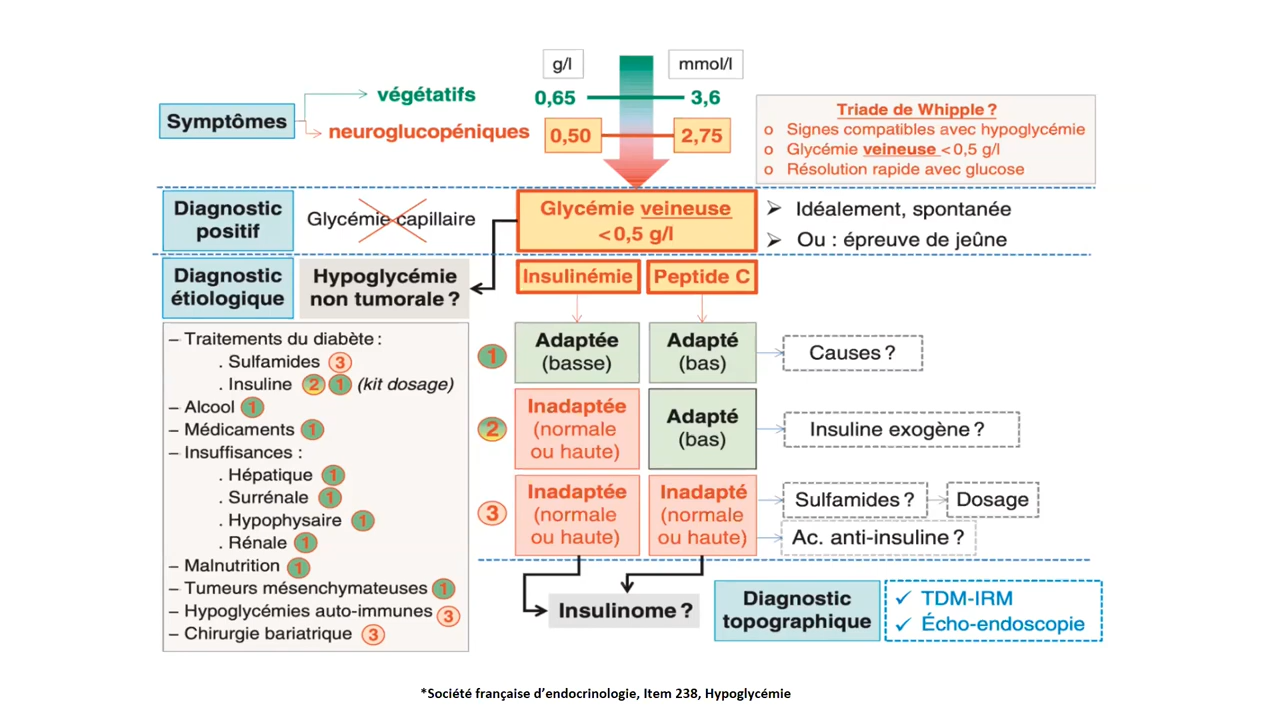 g/l
mmol/l
végétatifs
0,65
3,6
Symptômes
neuroglucopéniques
0,50
2,75
Triade de Whipple ?
o Signes compatibles avec hypoglycémie
o Glycémie veineuse < 0,5 g/l
o Résolution rapide avec glucose
Diagnostic
positif
Glycémie capillaire
Glycémie veineuse
< 0,5 g/l
➢ Idéalement, spontanée
➢ Ou : épreuve de jeûne
Diagnostic
étiologique
Hypoglycémie
non tumorale ?
Insulinémie
Peptide C
– Traitements du diabète :
. Sulfamides 3
. Insuline 2 1 (kit dosage)
– Alcool 1
– Médicaments 1
– Insuffisances :
. Hépatique 1
. Surrénale 1
. Hypophysaire 1
. Rénale 1
– Malnutrition 1
– Tumeurs mésenchymateuses 1
– Hypoglycémies auto-immunes 3
– Chirurgie bariatrique 3
1
Adaptée
(basse)
Adapté
(bas)
Causes ?
2
Inadaptée
(normale
ou haute)
Adapté
(bas)
Insuline exogène ?
3
Inadaptée
(normale
ou haute)
Inadapté
(normale
ou haute)
Sulfamides ?
Dosage
Ac. anti-insuline ?
Insulinome ?
Diagnostic
topographique
✓ TDM-IRM
✓ Écho-endoscopie
*Société française d’endocrinologie, Item 238, Hypoglycémie